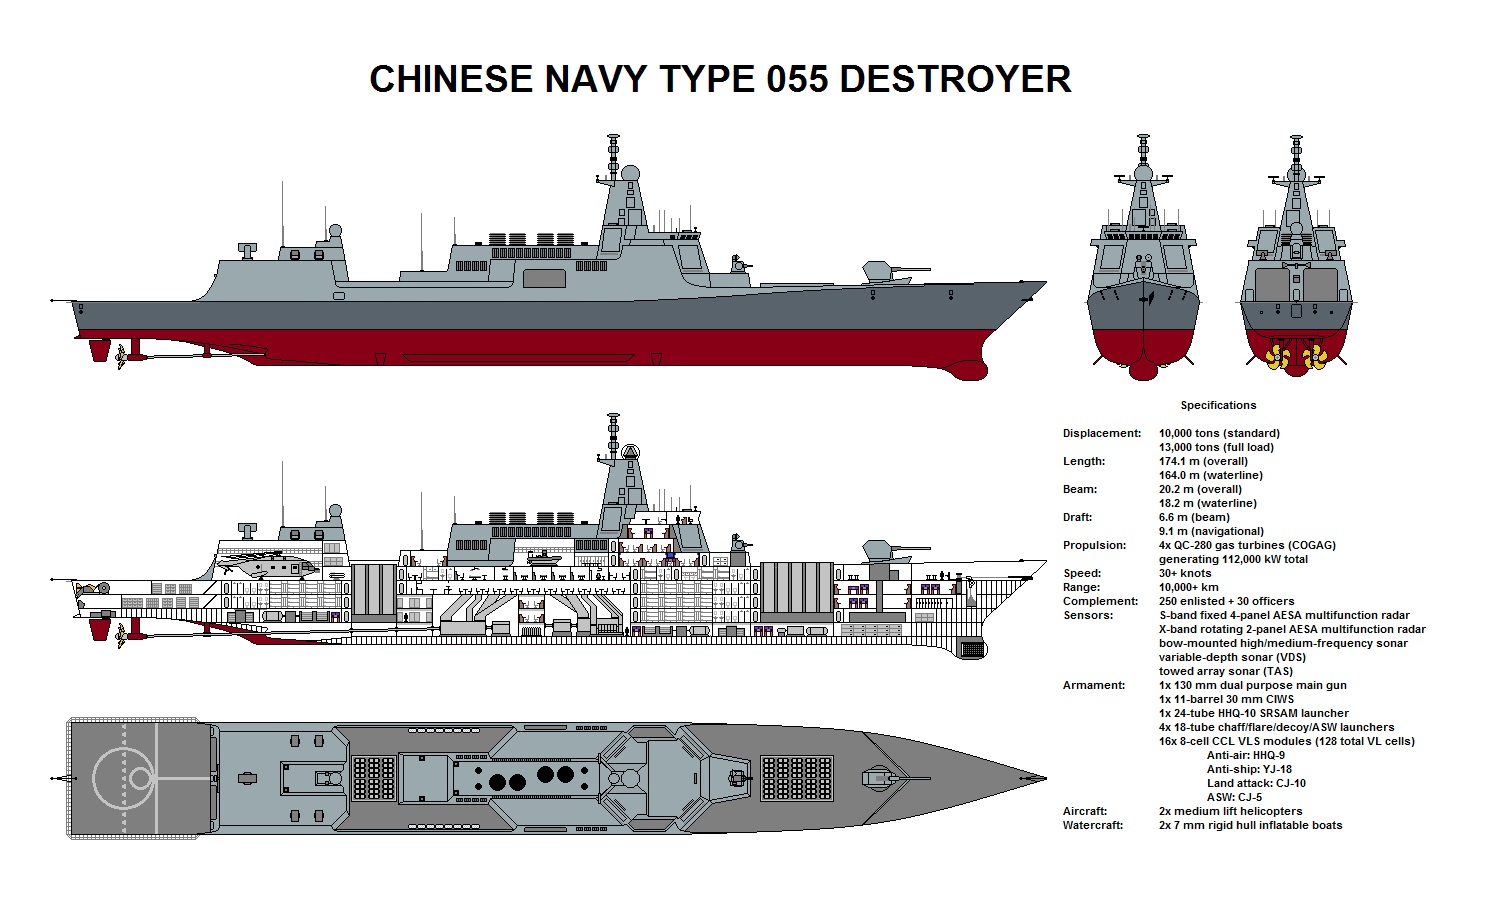 CHINESE NAVY TYPE 055 DESTROYER
Specifications
Displacement: 10,000 tons (standard)
13,000 tons (full load)
Length: 174.1 m (overall)
164.0 m (waterline)
Beam: 20.2 m (overall)
18.2 m (waterline)
Draft: 6.6 m (beam)
9.1 m (navigational)
Propulsion: 4x QC-280 gas turbines (COGAG)
generating 112,000 kW total
Speed: 30+ knots
Range: 10,000+ km
Complement: 250 enlisted + 30 officers
Sensors: S-band fixed 4-panel AESA multifunction radar
X-band rotating 2-panel AESA multifunction radar
bow-mounted high/medium-frequency sonar
variable-depth sonar (VDS)
towed array sonar (TAS)
Armament: 1x 130 mm dual purpose main gun
1x 11-barrel 30 mm CIWS
1x 24-tube HHQ-10 SRSAM launcher
4x 18-tube chaff/flare/decoy/ASW launchers
16x 8-cell CCL VLS modules (128 total VL cells)
Anti-air: HHQ-9
Anti-ship: YJ-18
Land attack: CJ-10
ASW: CJ-5
Aircraft: 2x medium lift helicopters
Watercraft: 2x 7 mm rigid hull inflatable boats